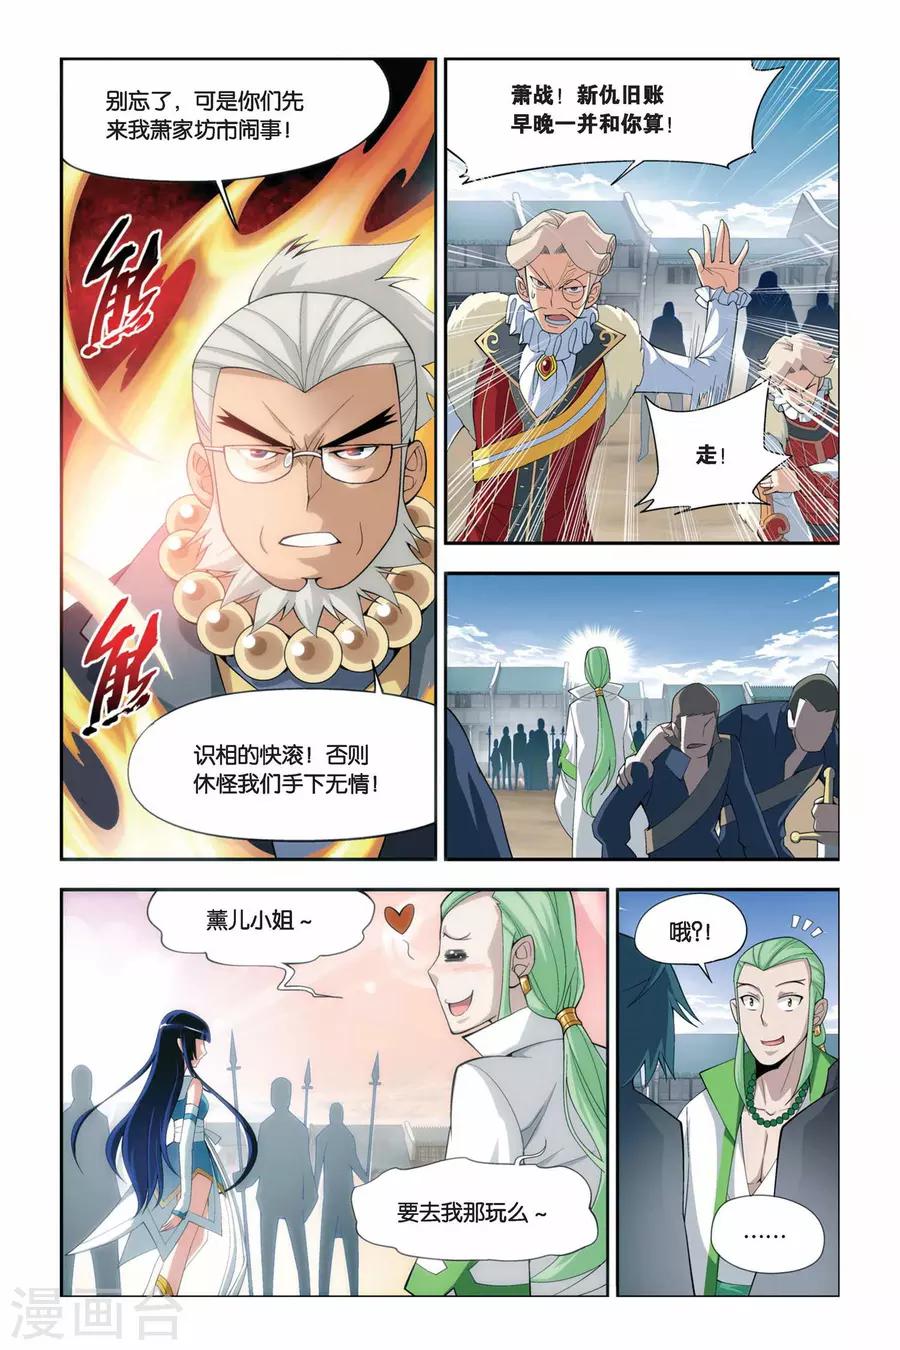 别忘了，可是你们先
来我萧家坊市闹事！
萧战！新仇旧账
早晚一并和你算！
走！
熊
熊
识相的快滚！否则
休怪我们手下无情！
薰儿小姐~
要去我那玩么~
哦?!
……
漫画台